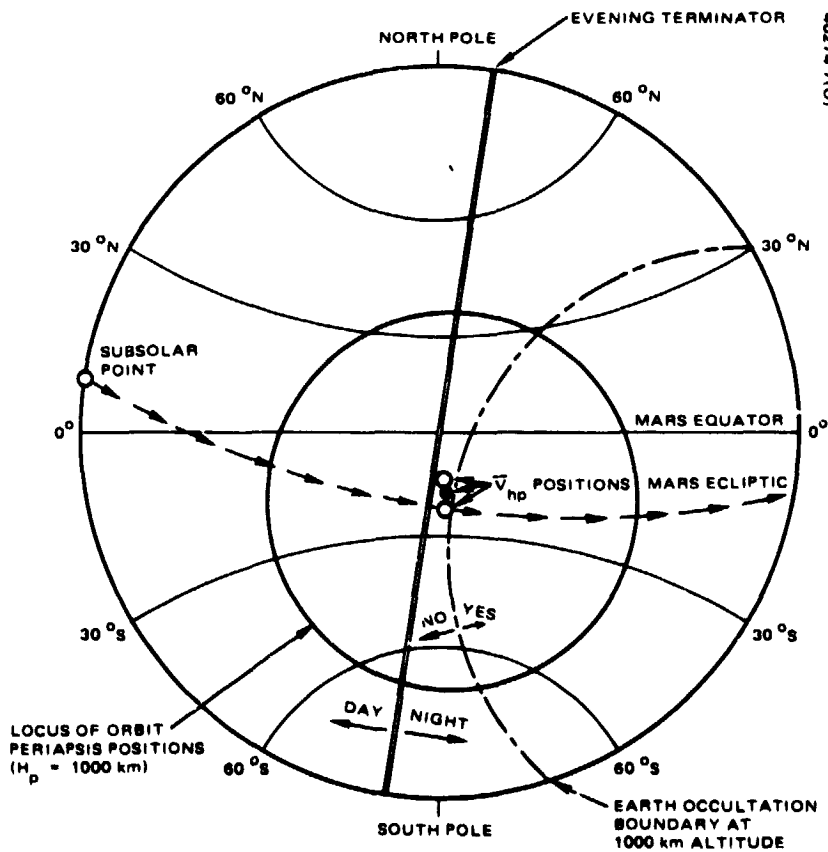 EVENING TERMINATOR
NORTH POLE
60 °N
60 °N
30 °N
30 °N
SUBSOLAR
POINT
MARS EQUATOR
0°
0°
V̄hp POSITIONS
MARS ECLIPTIC
30 °S
30 °S
NO
YES
DAY
NIGHT
LOCUS OF ORBIT
PERIAPSIS POSITIONS
(Hp = 1000 km)
60 °S
60 °S
SOUTH POLE
EARTH OCCULTATION
BOUNDARY AT
1000 km ALTITUDE